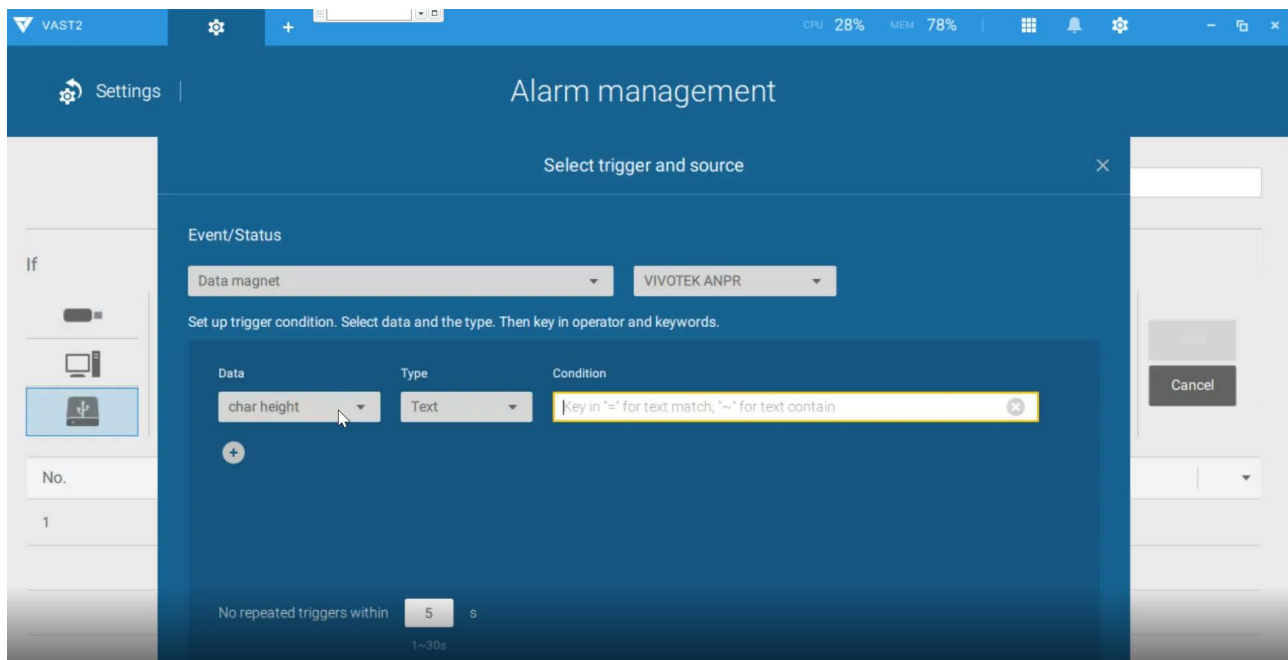 VAST2
CPU 28% MEM 78%
Settings
Alarm management
Select trigger and source
Event/Status
If
Data magnet
VIVOTEK ANPR
Set up trigger condition. Select data and the type. Then key in operator and keywords.
Data Type Condition
char height Text Key in "=" for text match, "~" for text contain
Cancel
No.
1
No repeated triggers within 5 s
1~30s